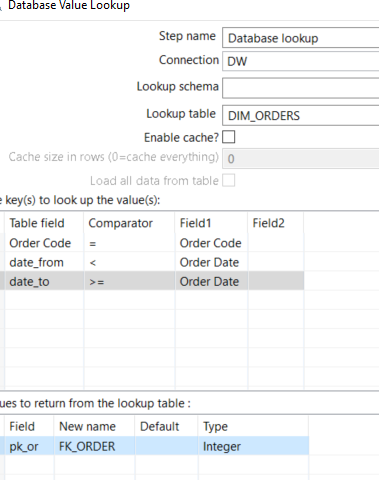 Database Value Lookup
Step name Database lookup
Connection DW
Lookup schema
Lookup table DIM_ORDERS
Enable cache?
Cache size in rows (0=cache everything) 0
Load all data from table
key(s) to look up the value(s):
Table field Comparator Field1 Field2
Order Code = Order Code
date_from < Order Date
date_to >= Order Date
ues to return from the lookup table :
Field New name Default Type
pk_or FK_ORDER Integer